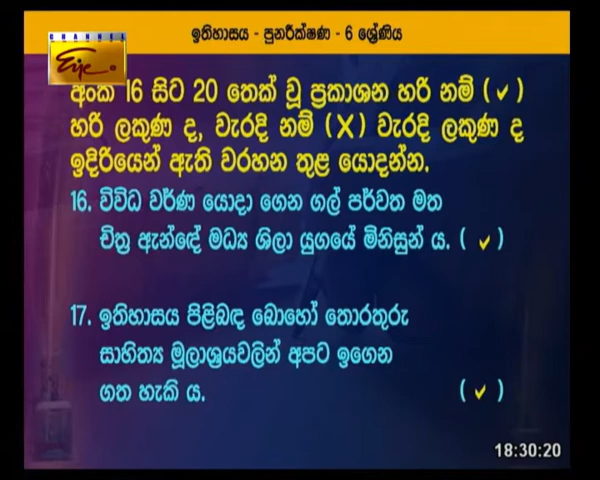 ඉතිහාසය - පුනරීක්ෂණ - 6 ශ්‍රේණිය
CHANNEL
Eye
අංක 16 සිට 20 තෙක් වූ ප්‍රකාශන හරි නම් (✓)
හරි ලකුණ ද, වැරදි නම් (X) වැරදි ලකුණ ද
ඉදිරියෙන් ඇති වරහන තුළ යොදන්න.
16. විවිධ වර්ණ යොදා ගෙන ගල් පර්වත මත
චිත්‍ර ඇන්දේ මධ්‍ය ශිලා යුගයේ මිනිසුන් ය. ( ✓ )
17. ඉතිහාසය පිළිබඳ බොහෝ තොරතුරු
සාහිත්‍ය මූලාශ්‍රයවලින් අපට ඉගෙන
ගත හැකි ය. ( ✓ )
18:30:20